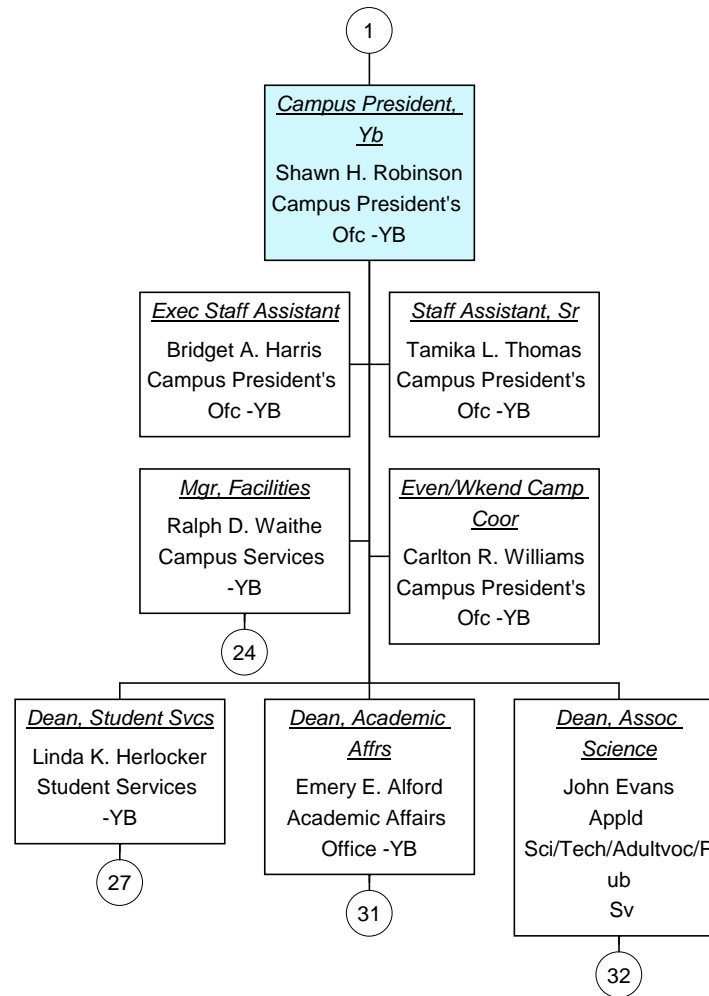 1
Campus President,
Yb
Shawn H. Robinson
Campus President's
Ofc -YB
Exec Staff Assistant
Bridget A. Harris
Campus President's
Ofc -YB
Staff Assistant, Sr
Tamika L. Thomas
Campus President's
Ofc -YB
Mgr, Facilities
Ralph D. Waithe
Campus Services
-YB
24
Even/Wkend Camp
Coor
Carlton R. Williams
Campus President's
Ofc -YB
Dean, Student Svcs
Linda K. Herlocker
Student Services
-YB
27
Dean, Academic
Affrs
Emery E. Alford
Academic Affairs
Office -YB
31
Dean, Assoc
Science
John Evans
Appld
Sci/Tech/Adultvoc/P
ub
Sv
32